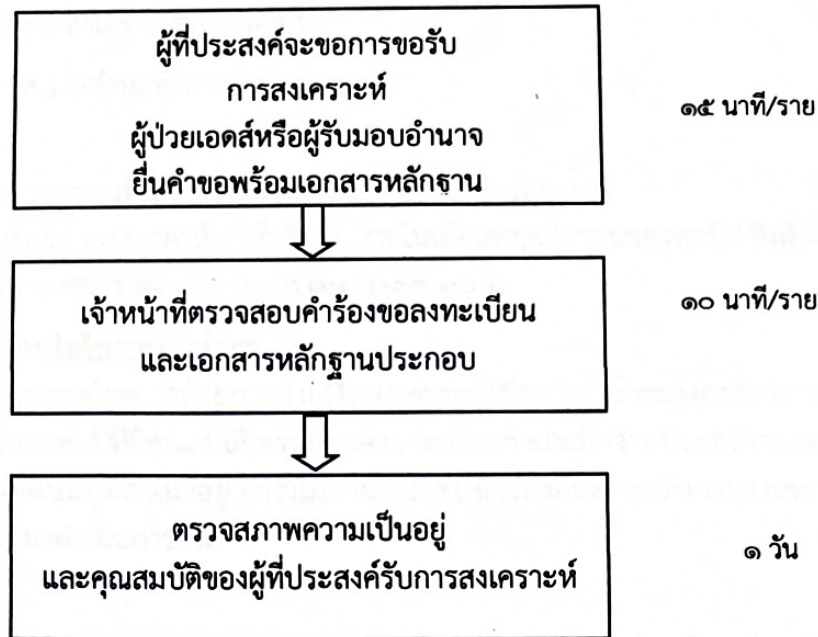 ผู้ที่ประสงค์จะขอการขอรับ
การสงเคราะห์
ผู้ป่วยเอดส์หรือผู้รับมอบอำนาจ
ยื่นคำขอพร้อมเอกสารหลักฐาน
๑๕ นาที/ราย
เจ้าหน้าที่ตรวจสอบคำร้องขอลงทะเบียน
และเอกสารหลักฐานประกอบ
๑๐ นาที/ราย
ตรวจสภาพความเป็นอยู่
และคุณสมบัติของผู้ที่ประสงค์รับการสงเคราะห์
๑ วัน